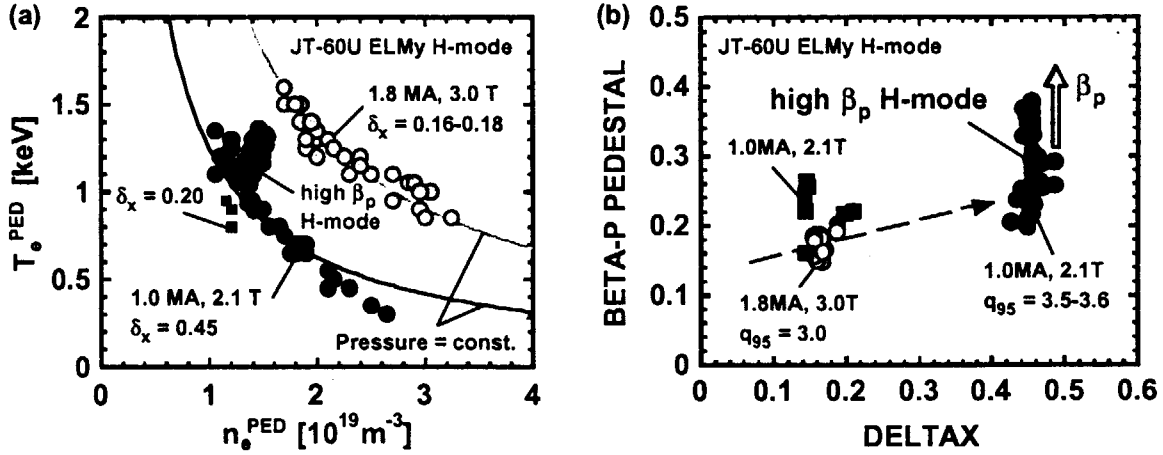 (a)
2
1.5
1
0.5
0
T_e^PED [keV]
JT-60U ELMy H-mode
1.8 MA, 3.0 T
δ_x = 0.16-0.18
high β_p
H-mode
δ_x = 0.20
1.0 MA, 2.1 T
δ_x = 0.45
Pressure = const.
0 1 2 3 4
n_e^PED [10^19 m^-3]
(b)
0.5
0.4
0.3
0.2
0.1
0
BETA-P PEDESTAL
JT-60U ELMy H-mode
high β_p H-mode
β_p
1.0MA, 2.1T
1.8MA, 3.0T
q_95 = 3.0
1.0MA, 2.1T
q_95 = 3.5-3.6
0 0.1 0.2 0.3 0.4 0.5 0.6
DELTAX